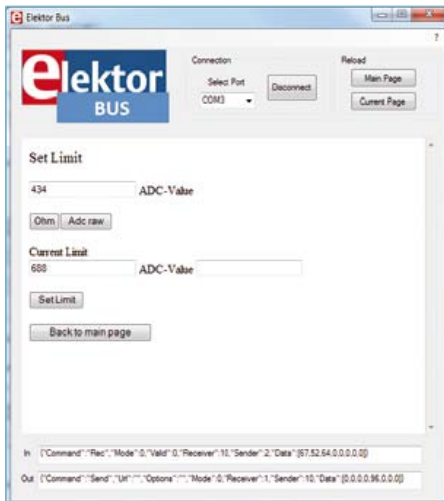 Elektor Bus
?
elektor
BUS
Connection
Select Port
COM3
Disconnect
Reload
Main Page
Current Page
Set Limit
434 ADC-Value
Ohm Adc raw
Current Limit
688 ADC-Value
Set Limit
Back to main page
In {"Command":"Rec","Mode":0,"Valid":0,"Receiver":10,"Sender":2,"Data":[67,52,64,0,0,0,0,0]}
Out {"Command":"Send","Url":"","Options":"","Mode":0,"Receiver":1,"Sender":10,"Data":[0,0,0,0,96,0,0,0]}